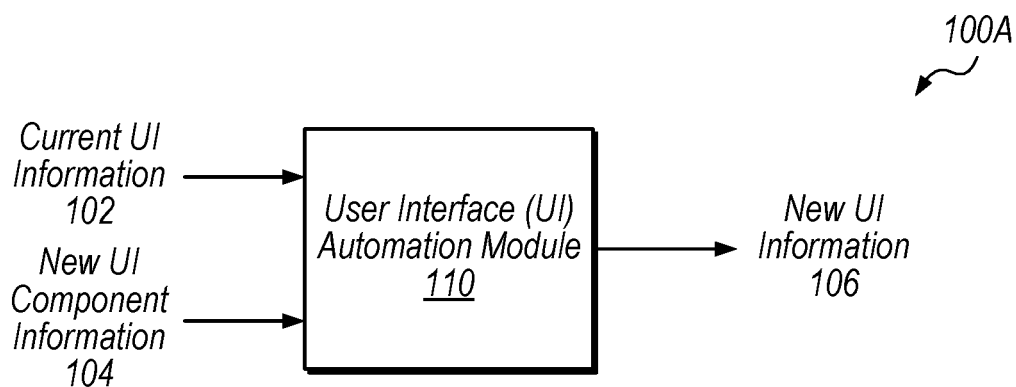 100A
Current UI
Information
102
New UI
Component
Information
104
User Interface (UI)
Automation Module
110
New UI
Information
106